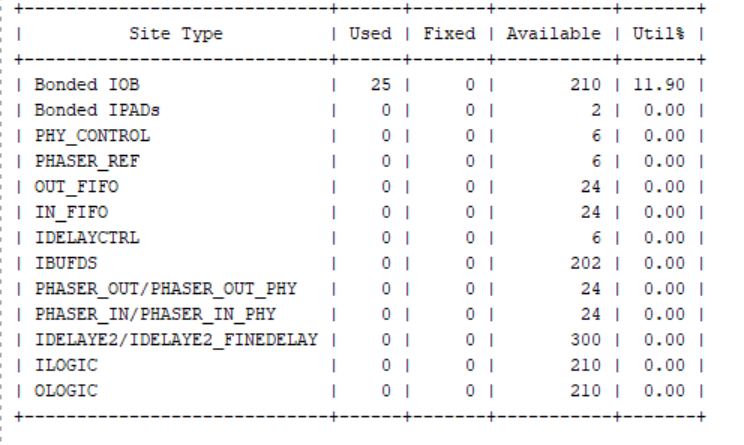 +-----------------------------+------+-------+-----------+-------+
|          Site Type          | Used | Fixed | Available | Util% |
+-----------------------------+------+-------+-----------+-------+
| Bonded IOB                  |   25 |     0 |       210 | 11.90 |
| Bonded IPADs                |    0 |     0 |         2 |  0.00 |
| PHY_CONTROL                 |    0 |     0 |         6 |  0.00 |
| PHASER_REF                  |    0 |     0 |         6 |  0.00 |
| OUT_FIFO                    |    0 |     0 |        24 |  0.00 |
| IN_FIFO                     |    0 |     0 |        24 |  0.00 |
| IDELAYCTRL                  |    0 |     0 |         6 |  0.00 |
| IBUFDS                      |    0 |     0 |       202 |  0.00 |
| PHASER_OUT/PHASER_OUT_PHY   |    0 |     0 |        24 |  0.00 |
| PHASER_IN/PHASER_IN_PHY     |    0 |     0 |        24 |  0.00 |
| IDELAYE2/IDELAYE2_FINEDELAY |    0 |     0 |       300 |  0.00 |
| ILOGIC                      |    0 |     0 |       210 |  0.00 |
| OLOGIC                      |    0 |     0 |       210 |  0.00 |
+-----------------------------+------+-------+-----------+-------+